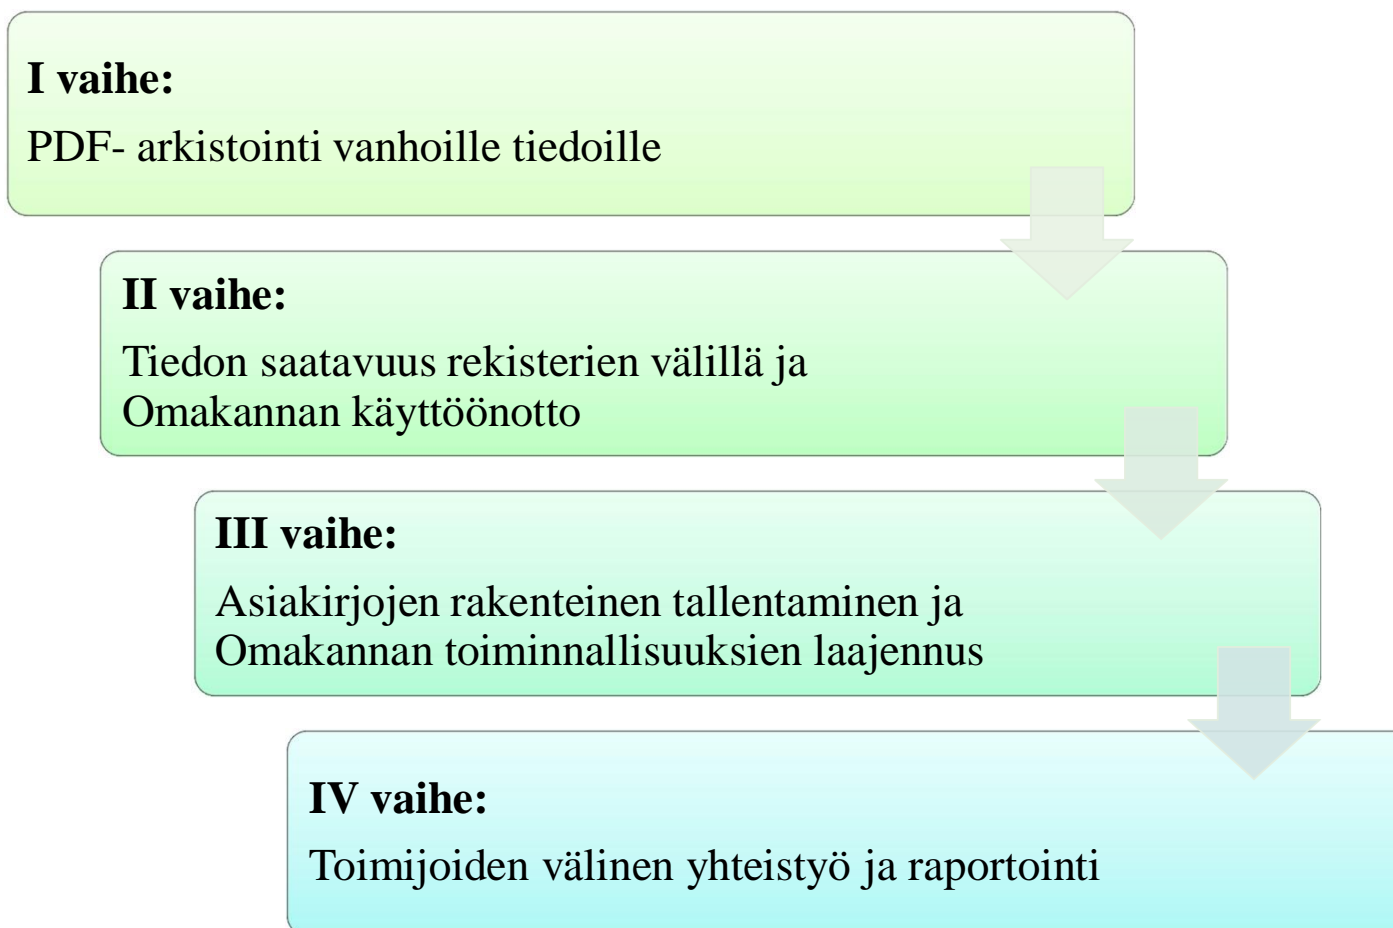 I vaihe:
PDF- arkistointi vanhoille tiedoille
II vaihe:
Tiedon saatavuus rekisterien välillä ja
Omakannan käyttöönotto
III vaihe:
Asiakirjojen rakenteinen tallentaminen ja
Omakannan toiminnallisuuksien laajennus
IV vaihe:
Toimijoiden välinen yhteistyö ja raportointi